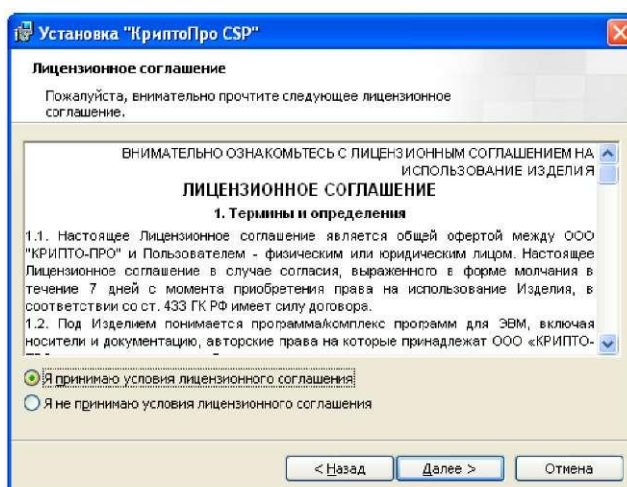 Установка "КриптоПро CSP"
Лицензионное соглашение
Пожалуйста, внимательно прочтите следующее лицензионное
соглашение.
ВНИМАТЕЛЬНО ОЗНАКОМЬТЕСЬ С ЛИЦЕНЗИОННЫМ СОГЛАШЕНИЕМ НА
ИСПОЛЬЗОВАНИЕ ИЗДЕЛИЯ
ЛИЦЕНЗИОННОЕ СОГЛАШЕНИЕ
1. Термины и определения
1.1. Настоящее Лицензионное соглашение является общей офертой между ООО
"КРИПТО-ПРО" и Пользователем - физическим или юридическим лицом. Настоящее
Лицензионное соглашение в случае согласия, выраженного в форме молчания в
течение 7 дней с момента приобретения права на использование Изделия, в
соответствии со ст. 433 ГК РФ имеет силу договора.
1.2. Под Изделием понимается программа/комплекс программ для ЭВМ, включая
носители и документацию, авторские права на которые принадлежат ООО «КРИПТО-
Я принимаю условия лицензионного соглашения
Я не принимаю условия лицензионного соглашения
< Назад
Далее >
Отмена